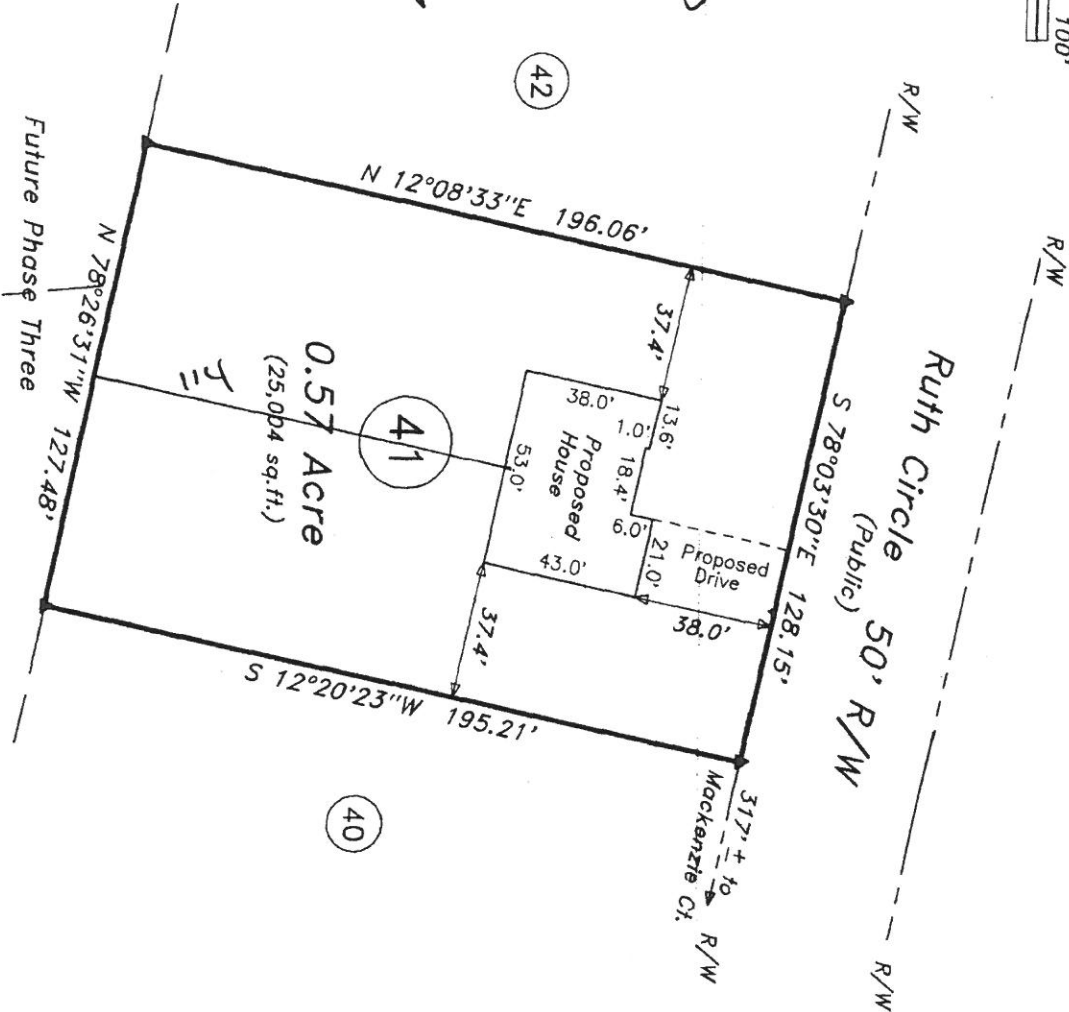 100'
R/W
R/W
42
Ruth Circle 50' R/W
(Public)
S 78°03'30"E 128.15'
N 12°08'33"E 196.06'
37.4'
13.6'
38.0'
1.0'
18.4'
6.0'
21.0'
Proposed
Drive
38.0'
Proposed
House
53.0'
43.0'
37.4'
41
0.57 Acre
(25,004 sq.ft.)
S 12°20'23"W 195.21'
N 78°26'31"W 127.48'
317' ± to
Mackenzie Ct.
R/W
R/W
40
Future Phase Three